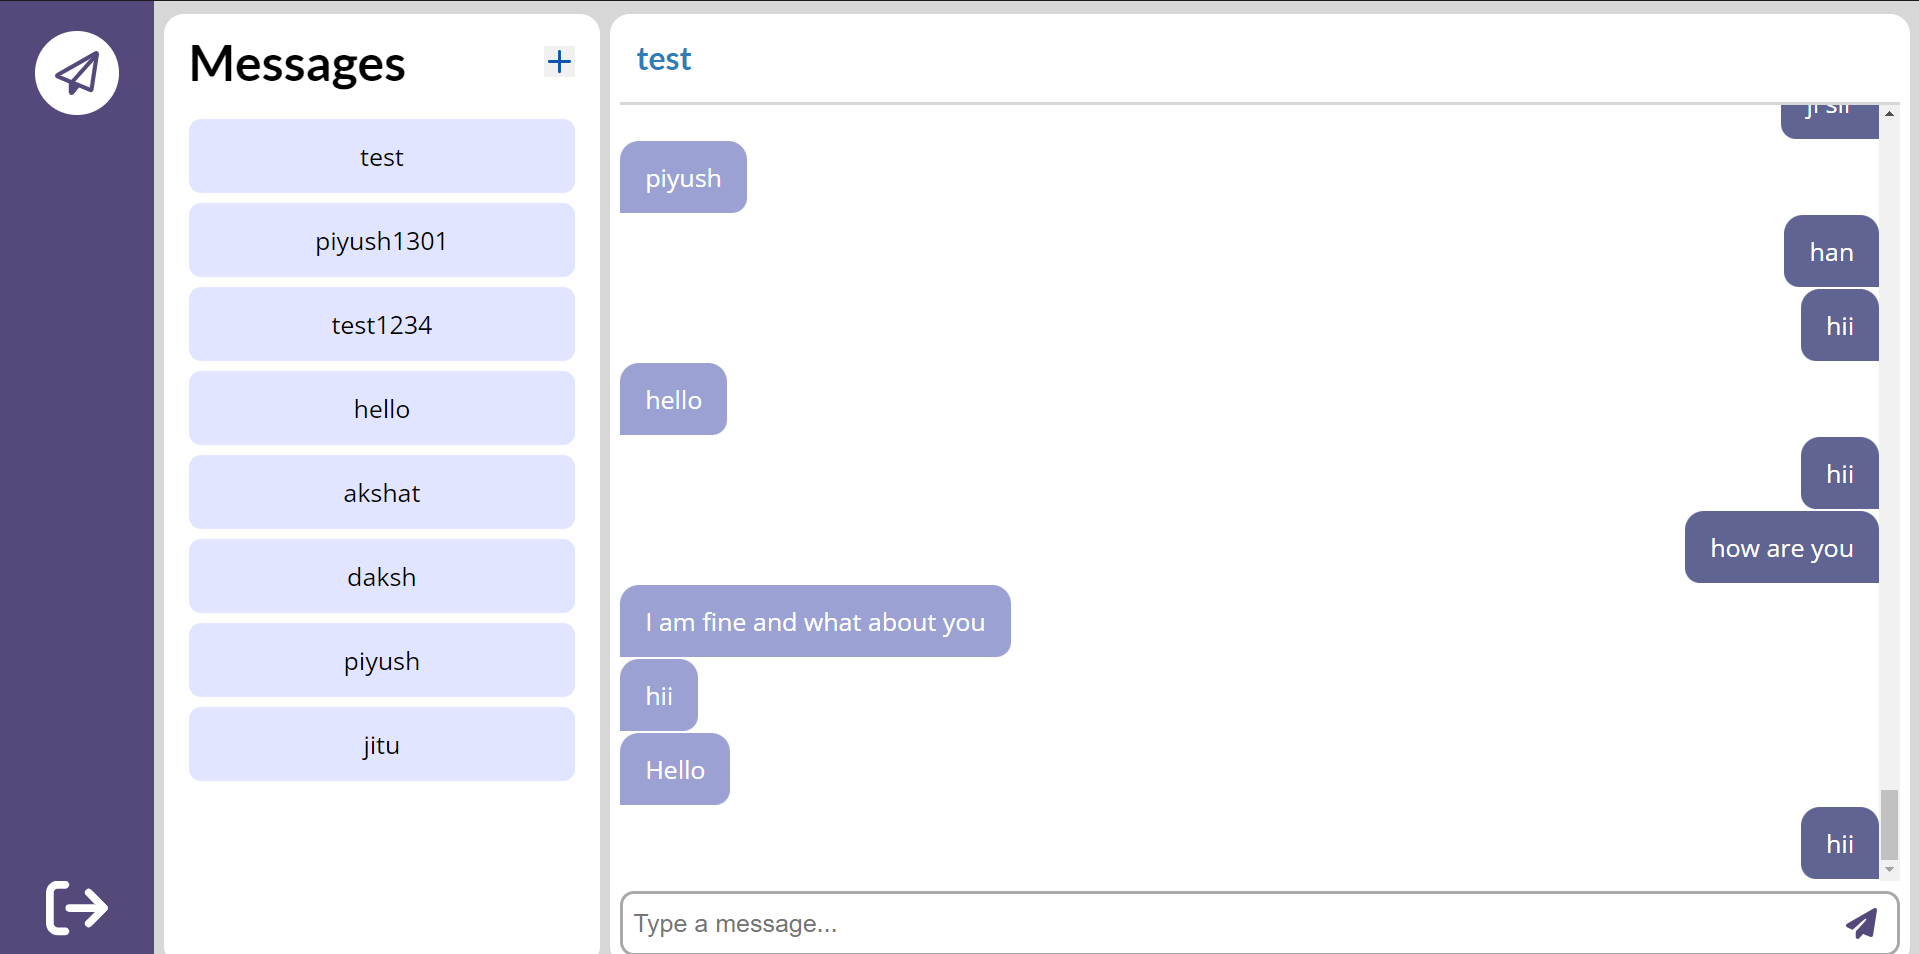 Messages
test
piyush1301
test1234
hello
akshat
daksh
piyush
jitu
test
piyush
han
hii
hello
hii
how are you
I am fine and what about you
hii
Hello
hii
Type a message...